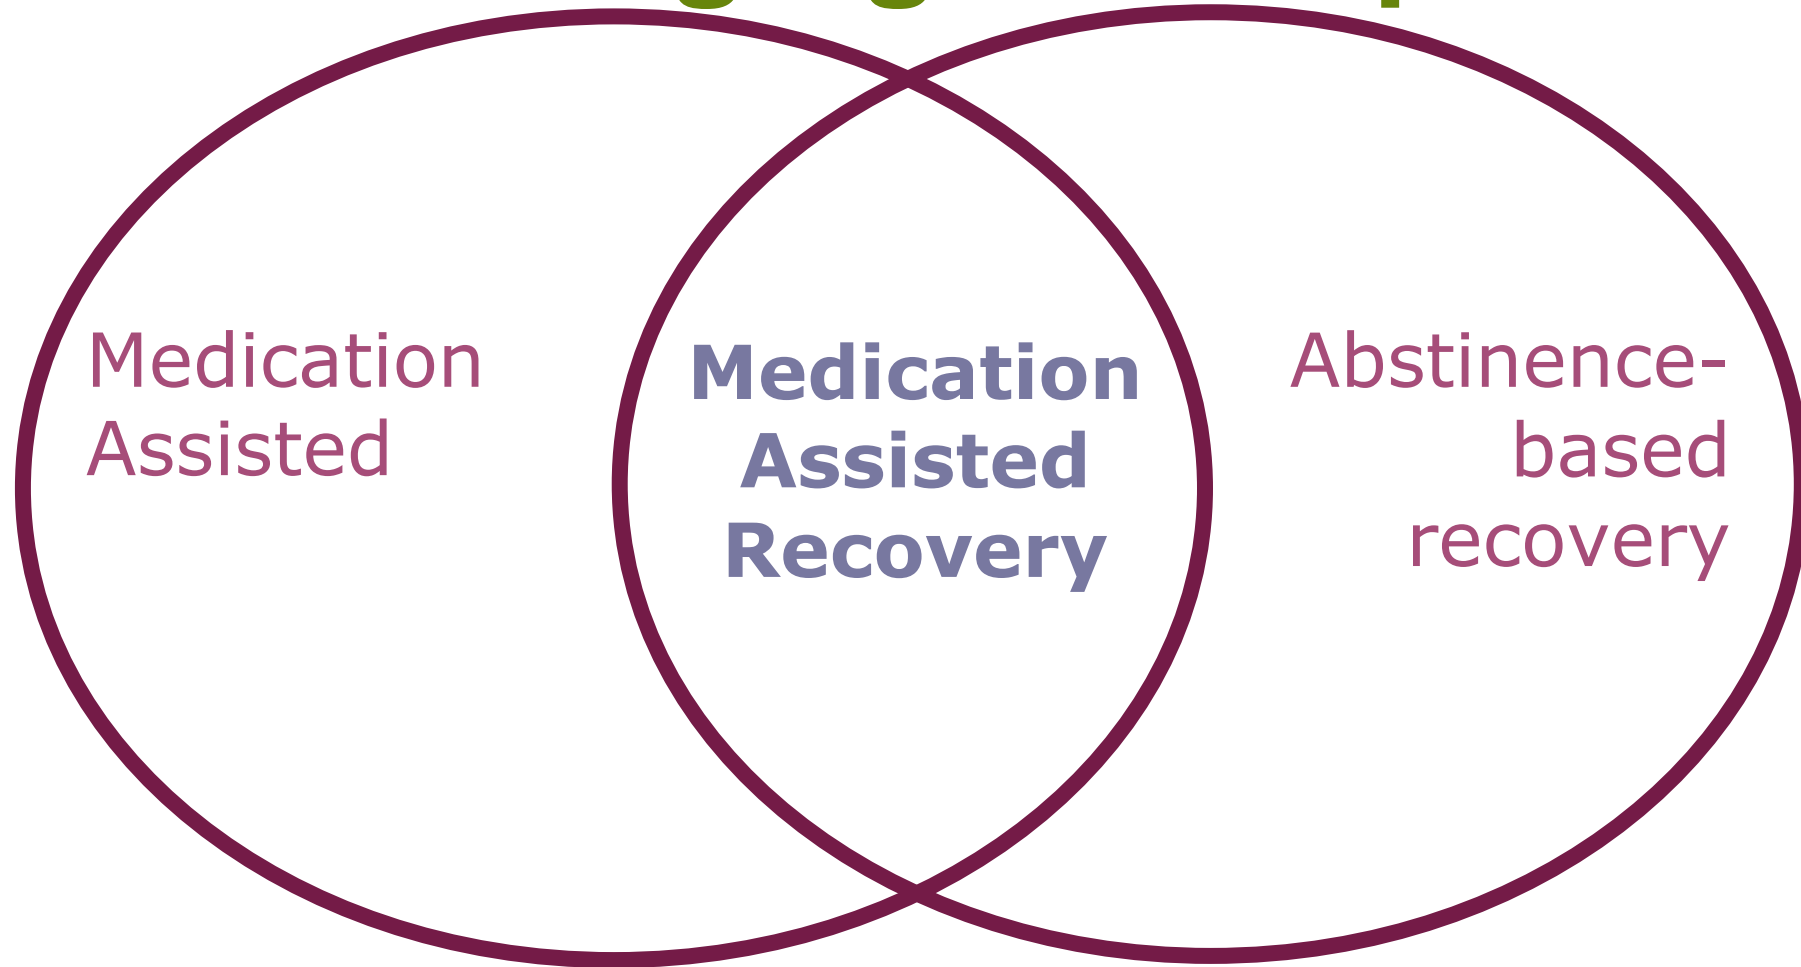 Medication
Assisted
Medication
Assisted
Recovery
Abstinence-
based
recovery